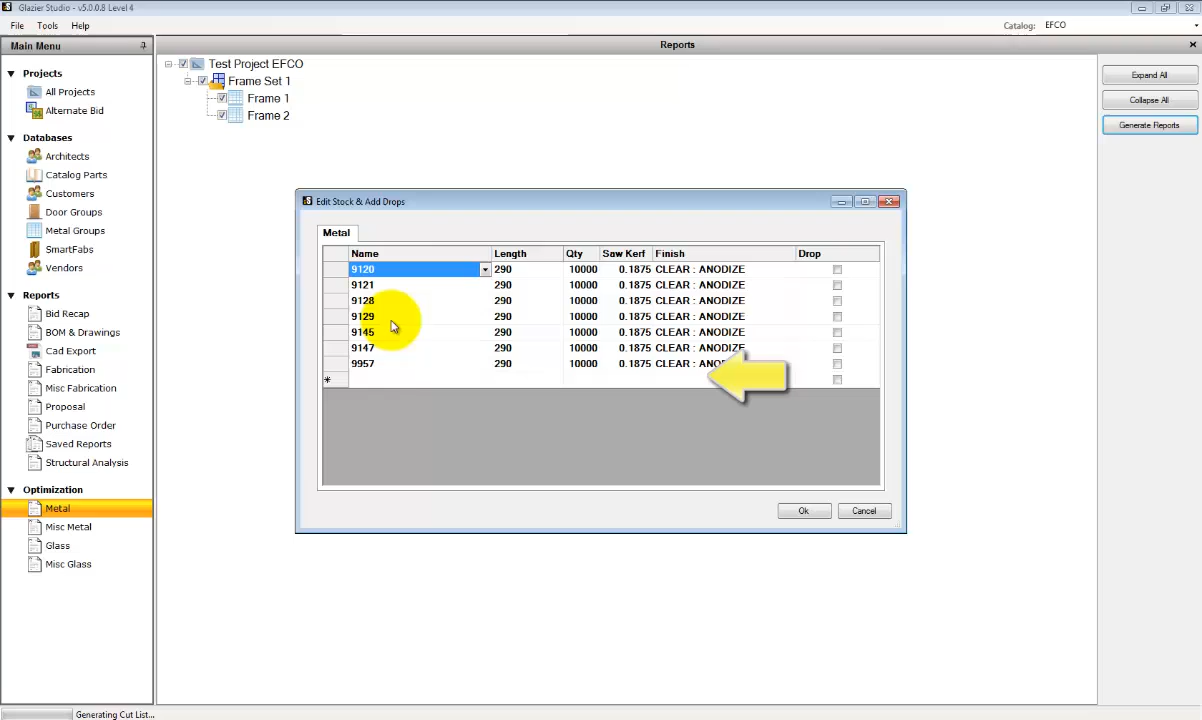 Glazier Studio - v5.0.0.8 Level 4
File Tools Help
Catalog: EFCO
Main Menu
Reports
Projects
All Projects
Alternate Bid
Databases
Architects
Catalog Parts
Customers
Door Groups
Metal Groups
SmartFabs
Vendors
Reports
Bid Recap
BOM & Drawings
Cad Export
Fabrication
Misc Fabrication
Proposal
Purchase Order
Saved Reports
Structural Analysis
Optimization
Metal
Misc Metal
Glass
Misc Glass
Test Project EFCO
Frame Set 1
Frame 1
Frame 2
Expand All
Collapse All
Generate Reports
Edit Stock & Add Drops
Metal
Name Length Qty Saw Kerf Finish Drop
9120 290 10000 0.1875 CLEAR : ANODIZE
9121 290 10000 0.1875 CLEAR : ANODIZE
9128 290 10000 0.1875 CLEAR : ANODIZE
9129 290 10000 0.1875 CLEAR : ANODIZE
9145 290 10000 0.1875 CLEAR : ANODIZE
9147 290 10000 0.1875 CLEAR : ANODIZE
9957 290 10000 0.1875 CLEAR : ANODIZE
*
Ok Cancel
Generating Cut List...